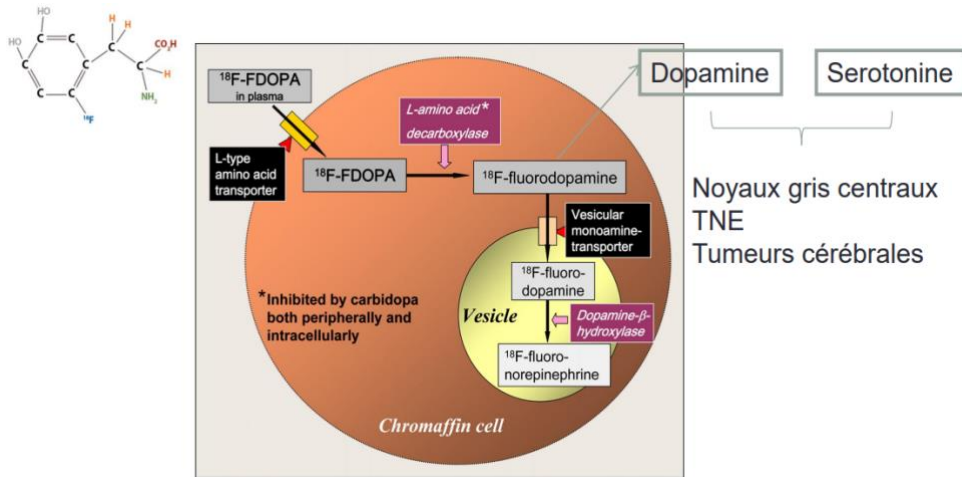 HO
HO
H
H
C
C
C
C
C
C
C
C
CO₂H
H
NH₂
¹⁸F
¹⁸F-FDOPA
in plasma
L-type
amino acid
transporter
¹⁸F-FDOPA
L-amino acid*
decarboxylase
¹⁸F-fluorodopamine
Vesicular
monoamine-
transporter
¹⁸F-fluoro-
dopamine
Vesicle
Dopamine-β-
hydroxylase
¹⁸F-fluoro-
norepinephrine
*Inhibited by carbidopa
both peripherally and
intracellularly
Chromaffin cell
Dopamine
Serotonine
Noyaux gris centraux
TNE
Tumeurs cérébrales